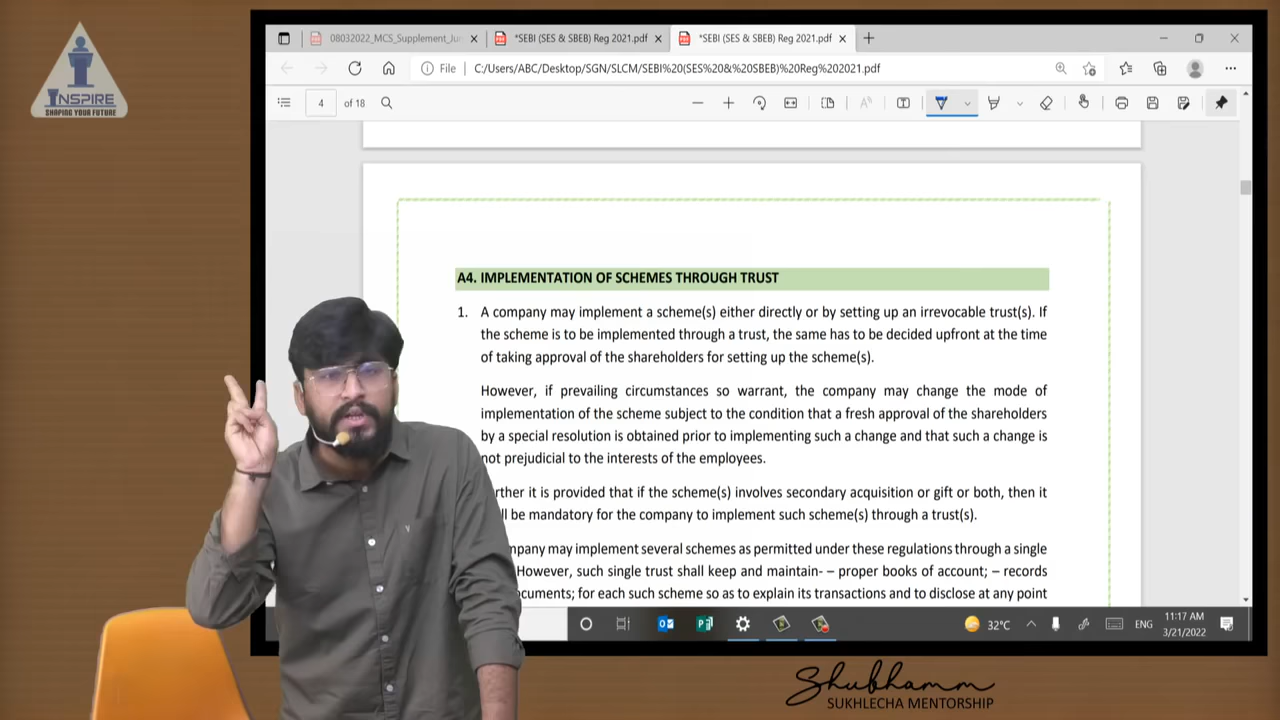 INSPIRE
SHAPING YOUR FUTURE
08032022_MCS_Supplement_Ju
*SEBI (SES & SBEB) Reg 2021.pdf
*SEBI (SES & SBEB) Reg 2021.pdf
File
C:/Users/ABC/Desktop/SGN/SLCM/SEBI%20(SES%20&%20SBEB)%20Reg%202021.pdf
4 of 18
A4. IMPLEMENTATION OF SCHEMES THROUGH TRUST
1. A company may implement a scheme(s) either directly or by setting up an irrevocable trust(s). If
the scheme is to be implemented through a trust, the same has to be decided upfront at the time
of taking approval of the shareholders for setting up the scheme(s).
However, if prevailing circumstances so warrant, the company may change the mode of
implementation of the scheme subject to the condition that a fresh approval of the shareholders
by a special resolution is obtained prior to implementing such a change and that such a change is
not prejudicial to the interests of the employees.
rther it is provided that if the scheme(s) involves secondary acquisition or gift or both, then it
ll be mandatory for the company to implement such scheme(s) through a trust(s).
mpany may implement several schemes as permitted under these regulations through a single
However, such single trust shall keep and maintain- – proper books of account; – records
cuments; for each such scheme so as to explain its transactions and to disclose at any point
32°C
ENG
11:17 AM
3/21/2022
Shubhamm
SUKHLECHA MENTORSHIP